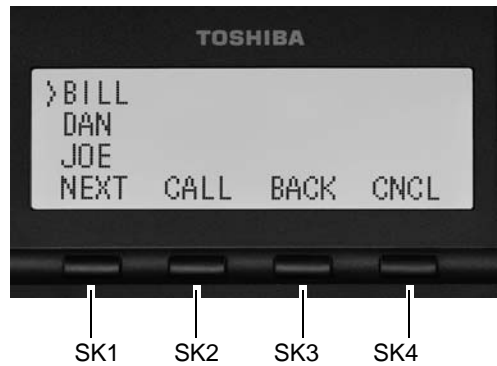 TOSHIBA
>BILL
DAN
JOE
NEXT CALL BACK CNCL
SK1 SK2 SK3 SK4